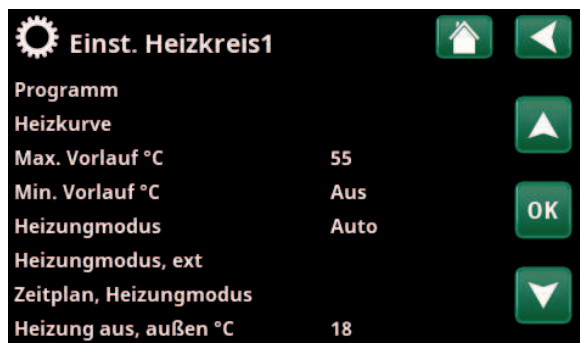 Einst. Heizkreis1
Programm
Heizkurve
Max. Vorlauf °C 55
Min. Vorlauf °C Aus
Heizungmodus Auto
Heizungmodus, ext
Zeitplan, Heizungmodus
Heizung aus, außen °C 18
OK